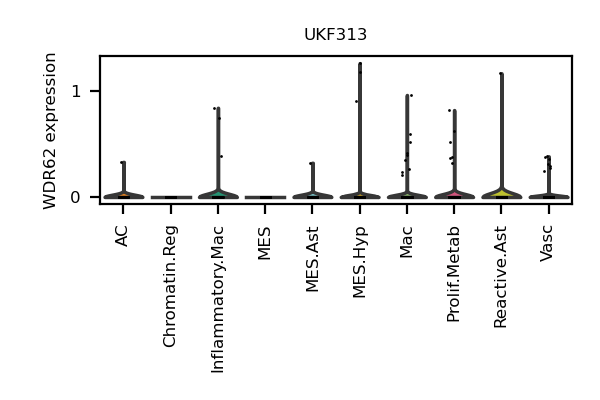 UKF313
WDR62 expression
1
0
AC
Chromatin.Reg
Inflammatory.Mac
MES
MES.Ast
MES.Hyp
Mac
Prolif.Metab
Reactive.Ast
Vasc